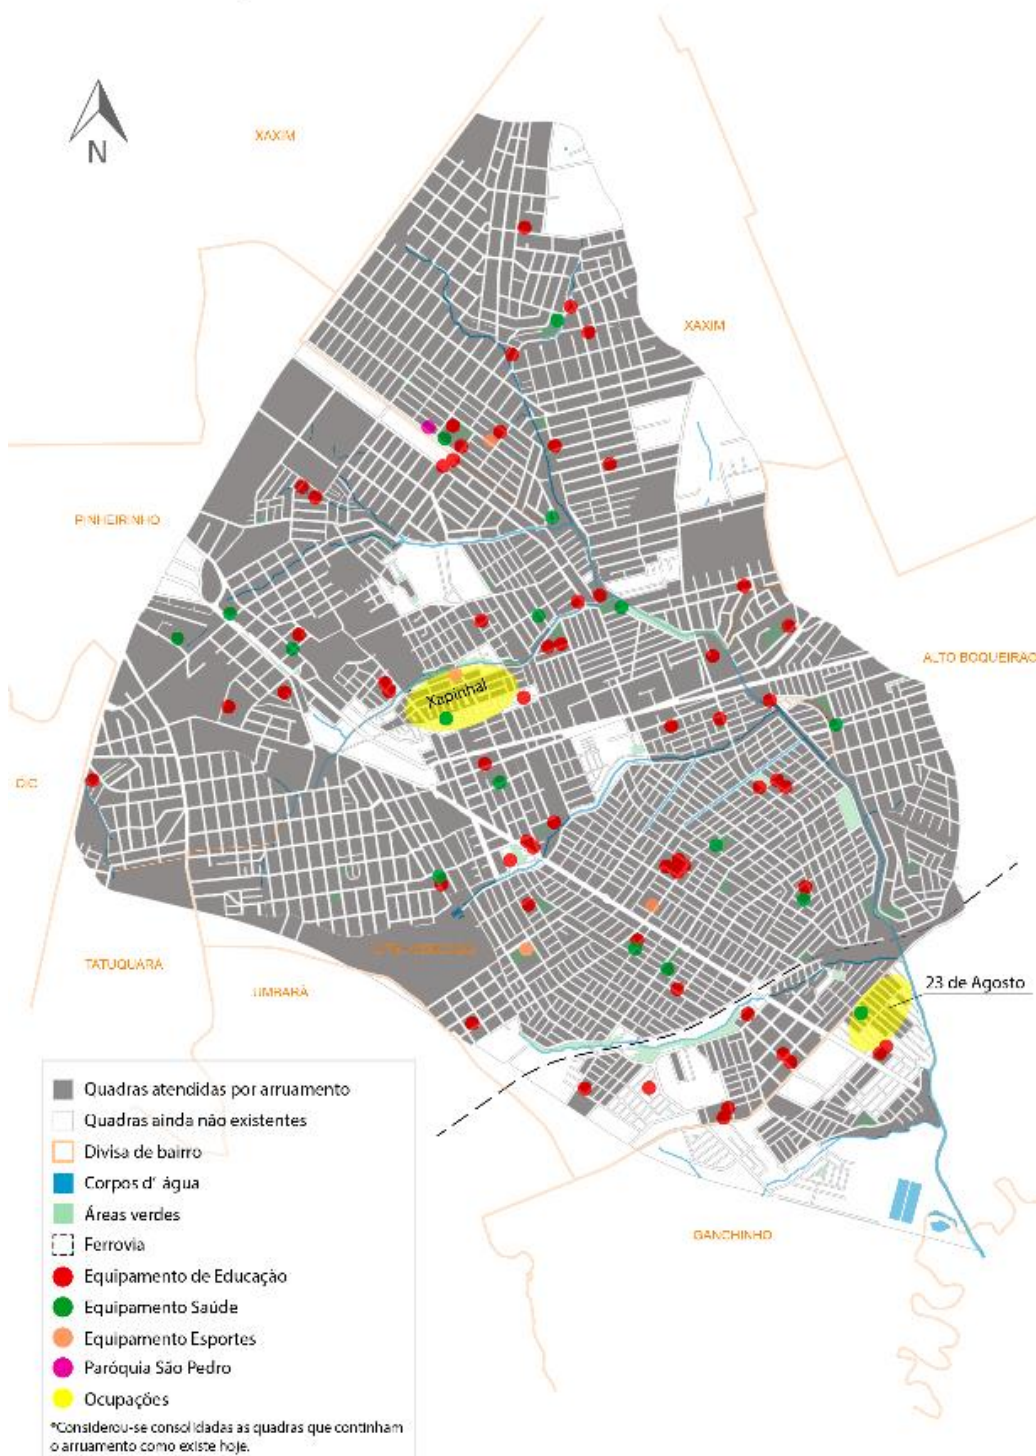 N
XAXIM
XAXIM
PINHEIRINHO
ALTO BOQUEIRÃO
Xapinhal
CIC
TATUQUARA
UMBARÁ
23 de Agosto
GANCHINHO
Quadras atendidas por arruamento
Quadras ainda não existentes
Divisa de bairro
Corpos d' água
Áreas verdes
Ferrovia
Equipamento de Educação
Equipamento Saúde
Equipamento Esportes
Paróquia São Pedro
Ocupações
*Considerou-se consolidadas as quadras que continham
o arruamento como existe hoje.